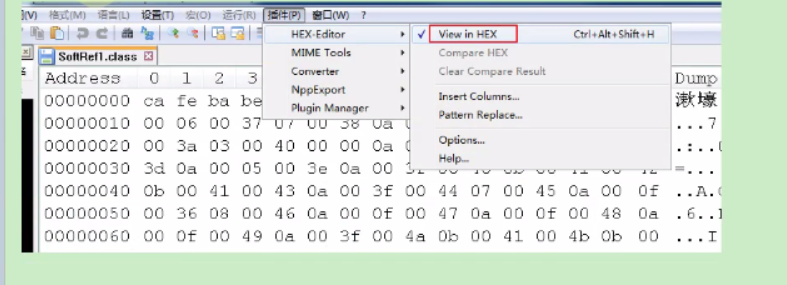 (V) 格式(M) 语言(L) 设置(T) 宏(O) 运行(R) 插件(P) 窗口(W) ?
HEX-Editor
View in HEX Ctrl+Alt+Shift+H
MIME Tools
Compare HEX
Converter
Clear Compare Result
NppExport
Insert Columns...
Plugin Manager
Pattern Replace...
Options...
Help...
SoftRef1.class
Address 0 1 2 3 Dump
00000000 ca fe ba be 漱壕
00000010 00 06 00 37 07 00 38 0a ...7
00000020 00 3a 03 00 40 00 00 0a .:..
00000030 3d 0a 00 05 00 3e 0a 00 =...
00000040 0b 00 41 00 43 0a 00 3f 00 44 07 00 45 0a 00 0f ..A.
00000050 00 36 08 00 46 0a 00 0f 00 47 0a 00 0f 00 48 0a .6..
00000060 00 0f 00 49 0a 00 3f 00 4a 0b 00 41 00 4b 0b 00 ...I